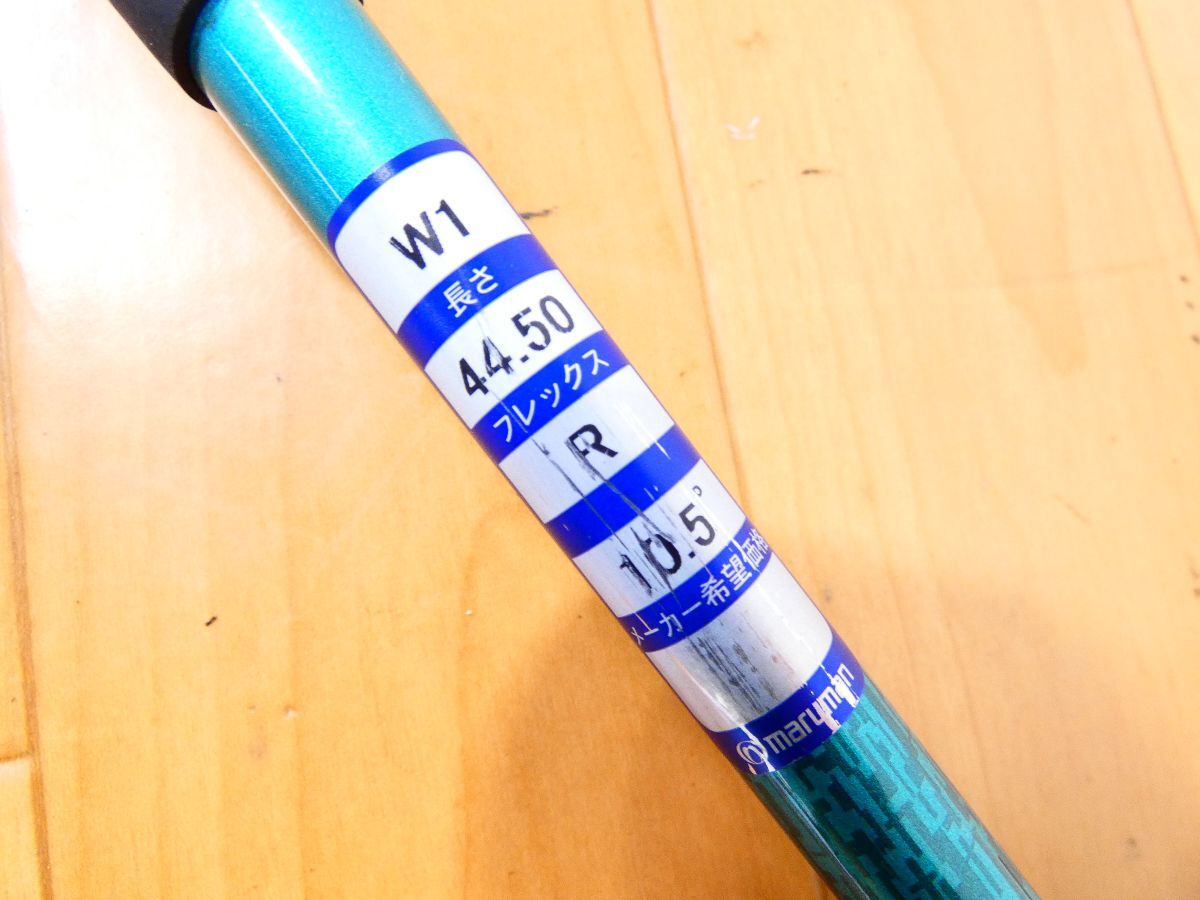 W1
長さ
44.50
フレックス
R
10.5°
メーカー希望価格
maruman